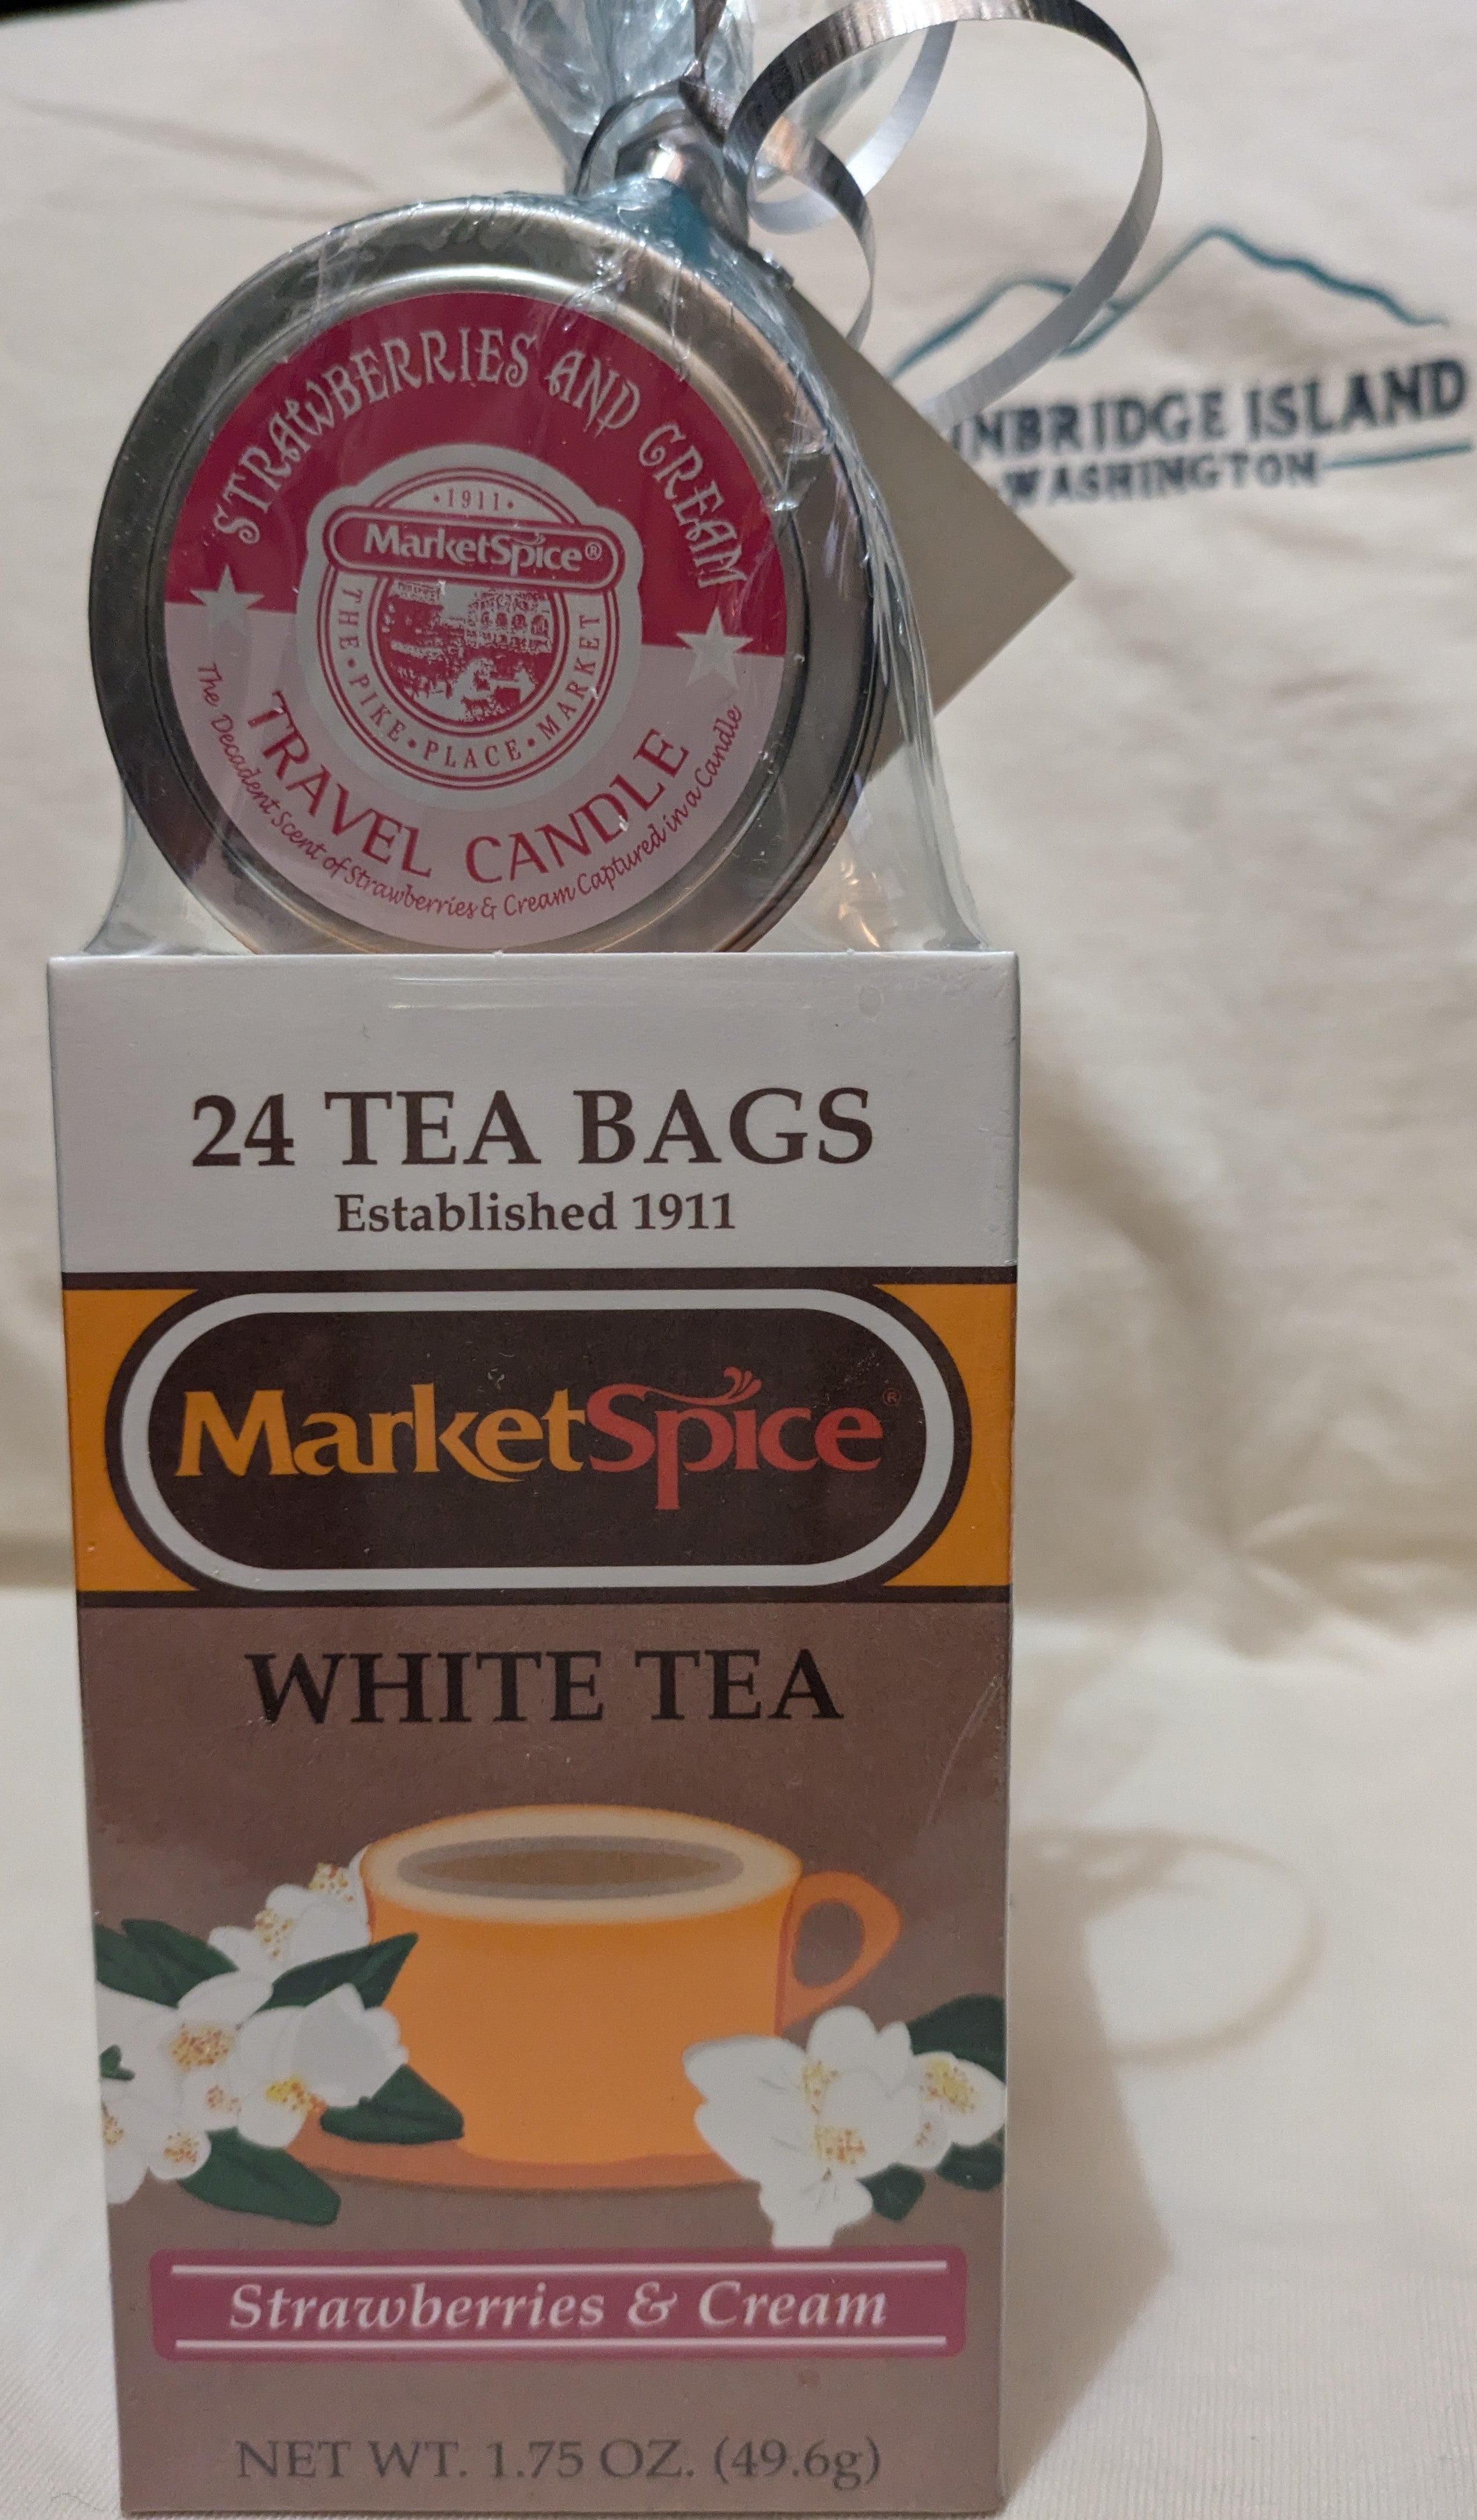 STRAWBERRIES AND CREAM
·1911·
MarketSpice®
THE·PIKE·PLACE·MARKET
TRAVEL CANDLE
The Decadent Scent of Strawberries & Cream Captured in a Candle
INBRIDGE ISLAND
WASHINGTON
24 TEA BAGS
Established 1911
MarketSpice®
WHITE TEA
Strawberries & Cream
NET WT. 1.75 OZ. (49.6g)